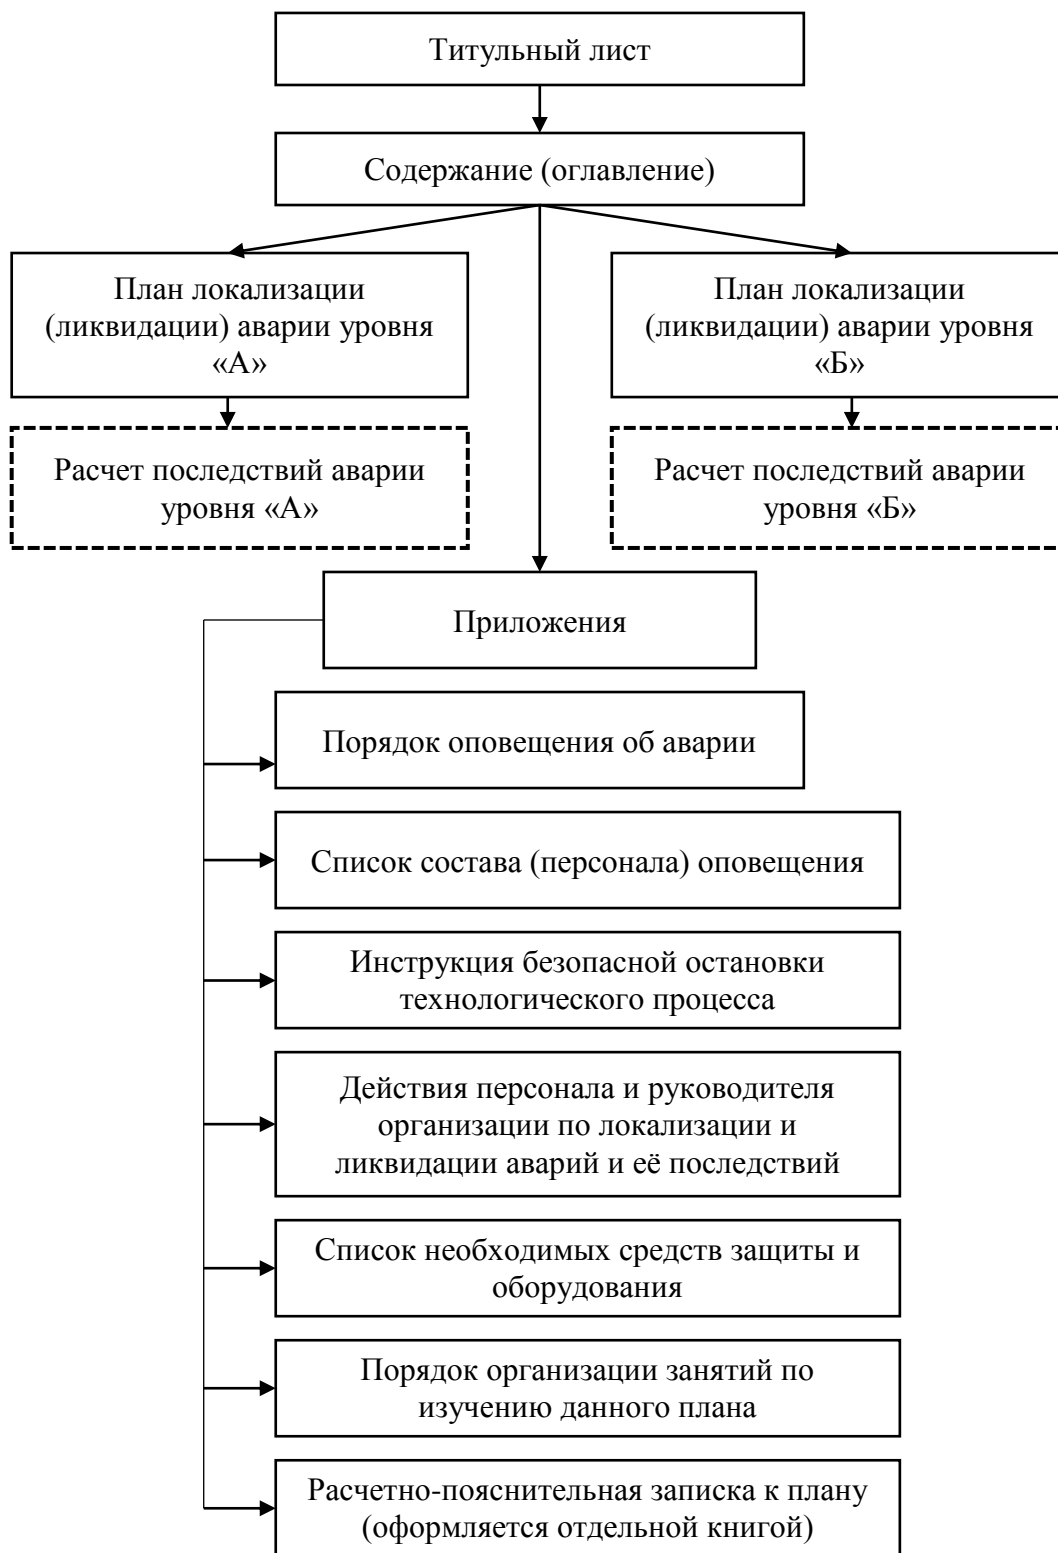 Титульный лист
Содержание (оглавление)
План локализации
(ликвидации) аварии уровня
«А»
План локализации
(ликвидации) аварии уровня
«Б»
Расчет последствий аварии
уровня «А»
Расчет последствий аварии
уровня «Б»
Приложения
Порядок оповещения об аварии
Список состава (персонала) оповещения
Инструкция безопасной остановки
технологического процесса
Действия персонала и руководителя
организации по локализации и
ликвидации аварий и её последствий
Список необходимых средств защиты и
оборудования
Порядок организации занятий по
изучению данного плана
Расчетно-пояснительная записка к плану
(оформляется отдельной книгой)